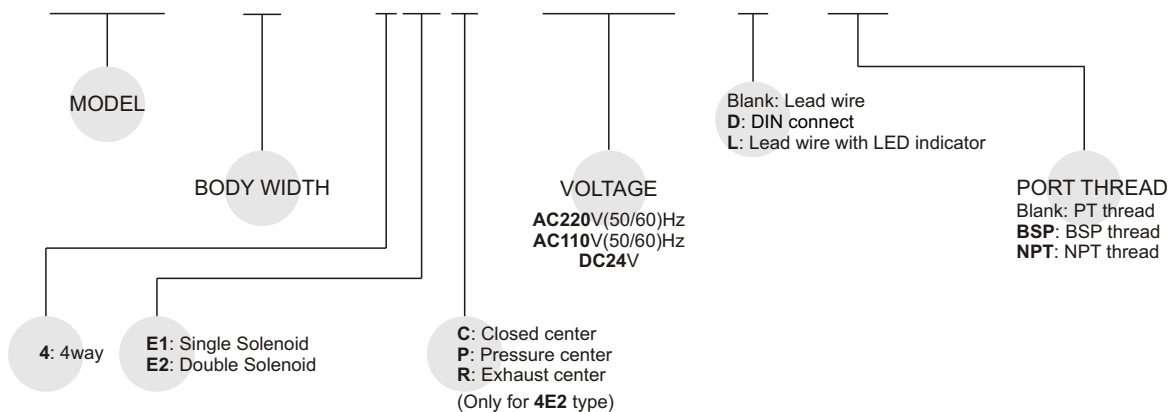 MODEL
BODY WIDTH
4: 4way
E1: Single Solenoid
E2: Double Solenoid
C: Closed center
P: Pressure center
R: Exhaust center
(Only for 4E2 type)
VOLTAGE
AC220V(50/60)Hz
AC110V(50/60)Hz
DC24V
Blank: Lead wire
D: DIN connect
L: Lead wire with LED indicator
PORT THREAD
Blank: PT thread
BSP: BSP thread
NPT: NPT thread